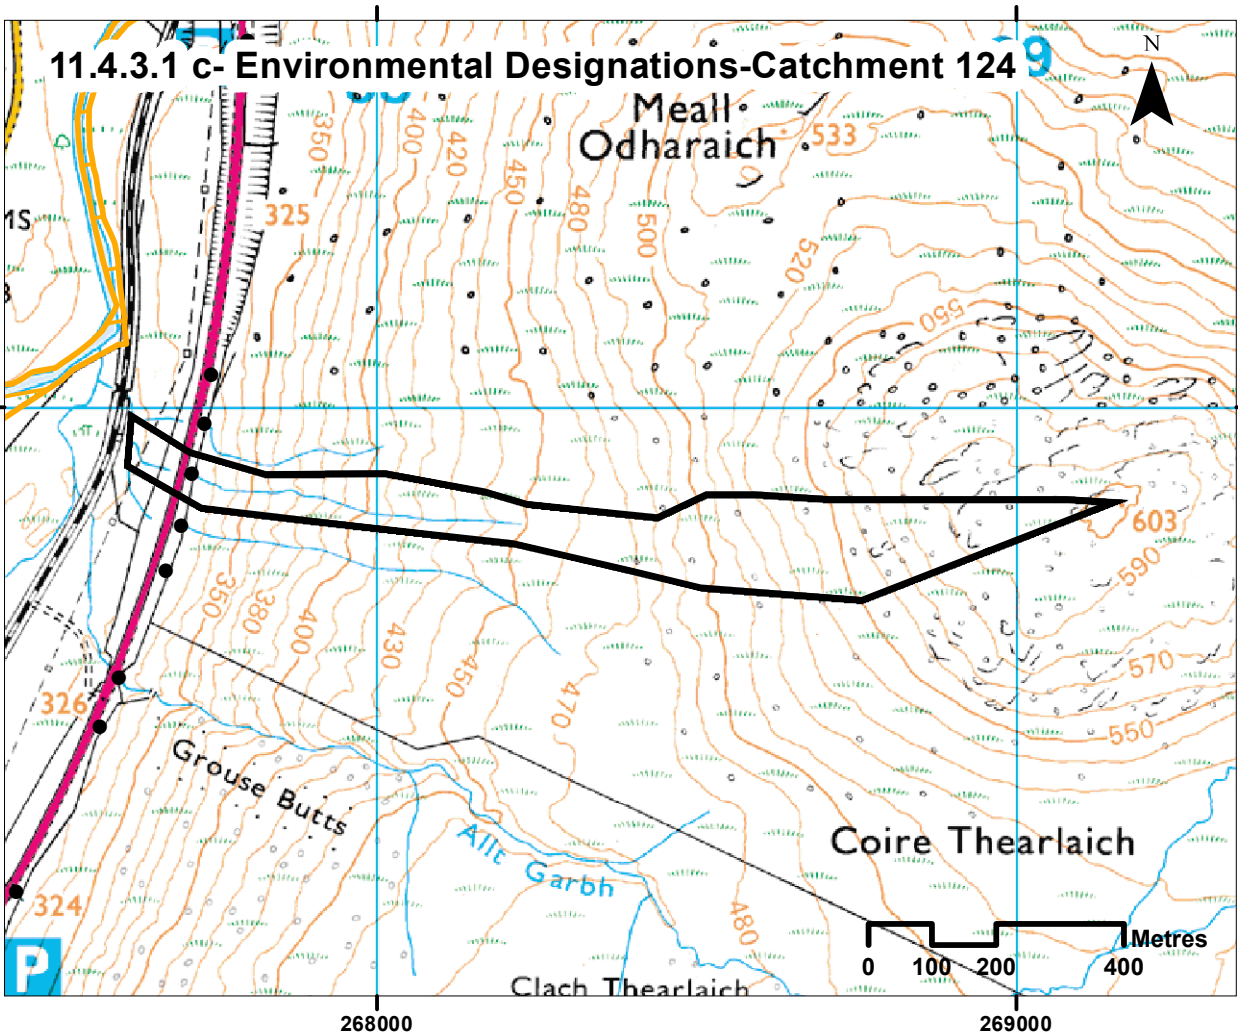 11.4.3.1 c- Environmental Designations-Catchment 124
N
Meall
Odharaich
533
350
400
420
450
480
500
325
520
550
603
590
570
550
350
380
400
430
450
470
480
326
324
Grouse Butts
Allt Garbh
Coire Thearlaich
Clach Thearlaich
P
Metres
0 100 200 400
268000 269000